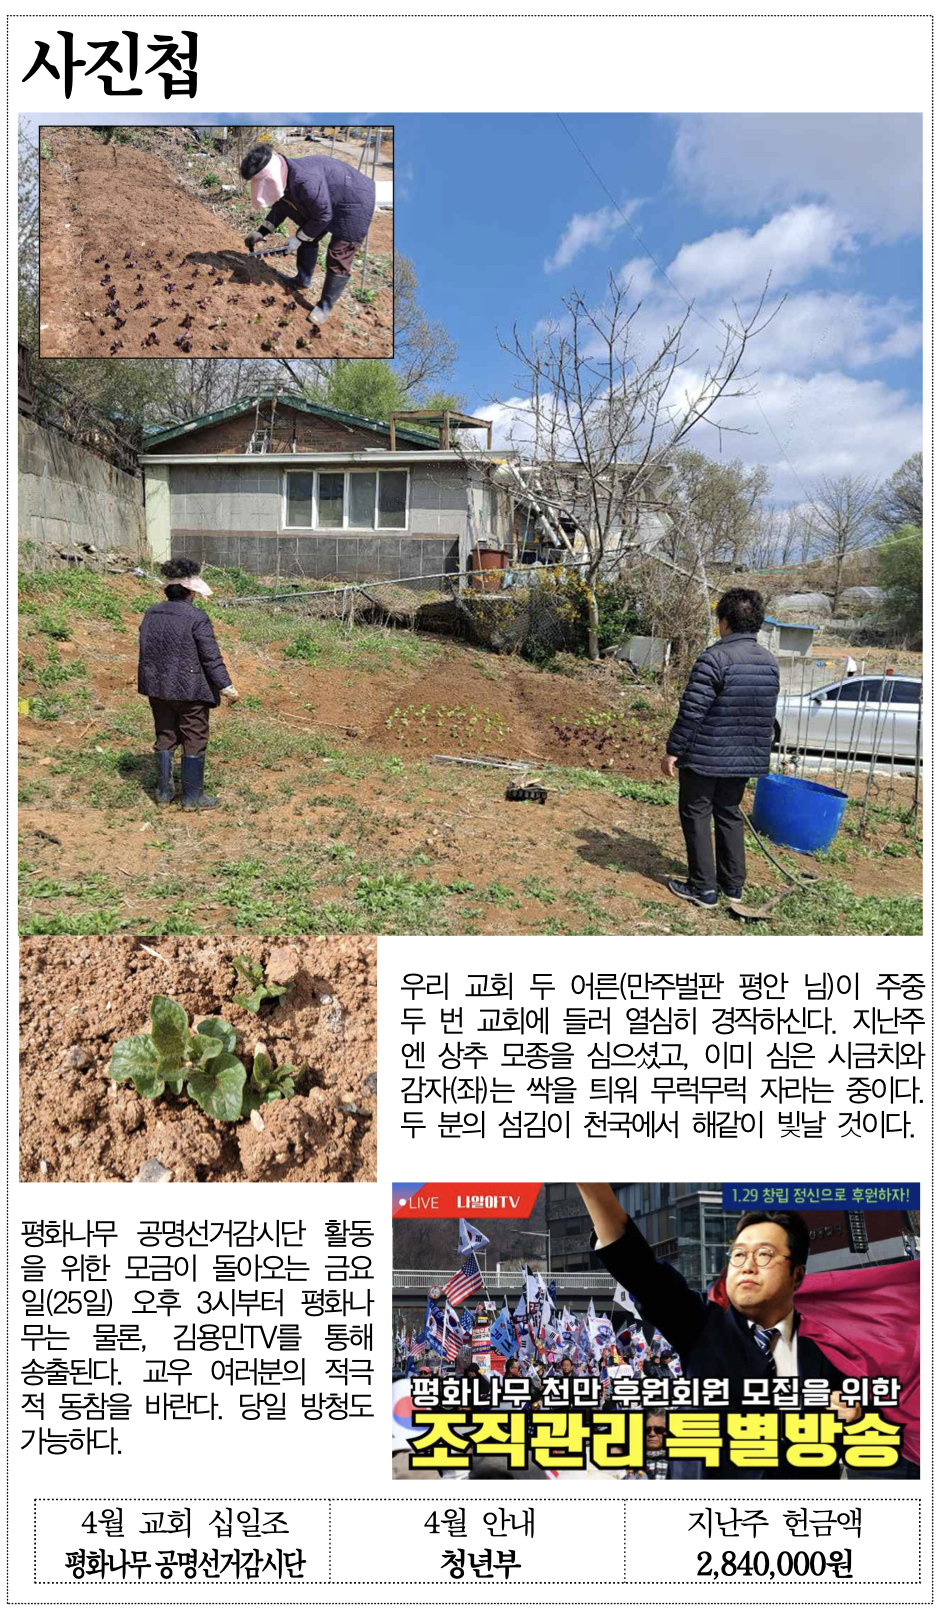 사진첩
우리 교회 두 어른(만주벌판 평안 님)이 주중
두 번 교회에 들러 열심히 경작하신다. 지난주
엔 상추 모종을 심으셨고, 이미 심은 시금치와
감자(좌)는 싹을 틔워 무럭무럭 자라는 중이다.
두 분의 섬김이 천국에서 해같이 빛날 것이다.
평화나무 공명선거감시단 활동
을 위한 모금이 돌아오는 금요
일(25일) 오후 3시부터 평화나
무는 물론, 김용민TV를 통해
송출된다. 교우 여러분의 적극
적 동참을 바란다. 당일 방청도
가능하다.
LIVE 나알아TV
1.29 창립 정신으로 후원하자!
평화나무 천만 후원회원 모집을 위한
조직관리 특별방송
4월 교회 십일조
평화나무 공명선거감시단
4월 안내
청년부
지난주 헌금액
2,840,000원